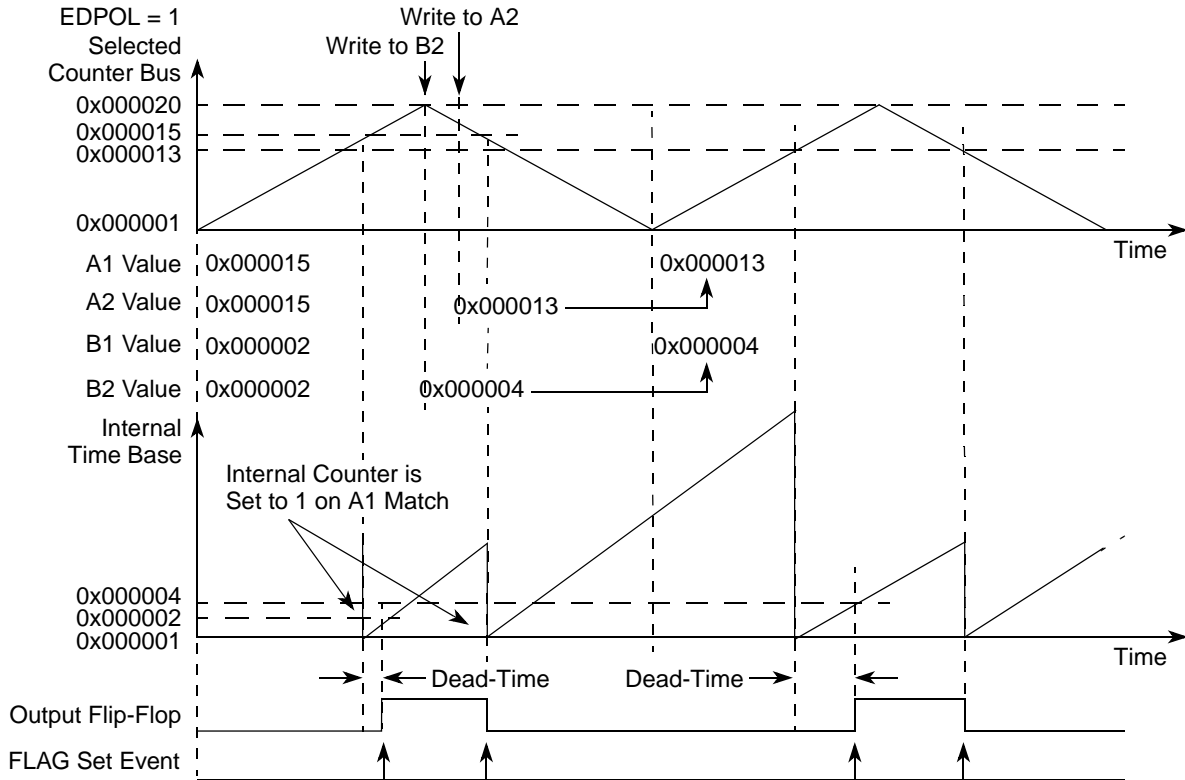 EDPOL = 1
Write to A2
Selected
Counter Bus
Write to B2
0x000020
0x000015
0x000013
0x000001
Time
A1 Value 0x000015 0x000013
A2 Value 0x000015 0x000013
B1 Value 0x000002 0x000004
B2 Value 0x000002 0x000004
Internal
Time Base
Internal Counter is
Set to 1 on A1 Match
0x000004
0x000002
0x000001
Time
Dead-Time Dead-Time
Output Flip-Flop
FLAG Set Event